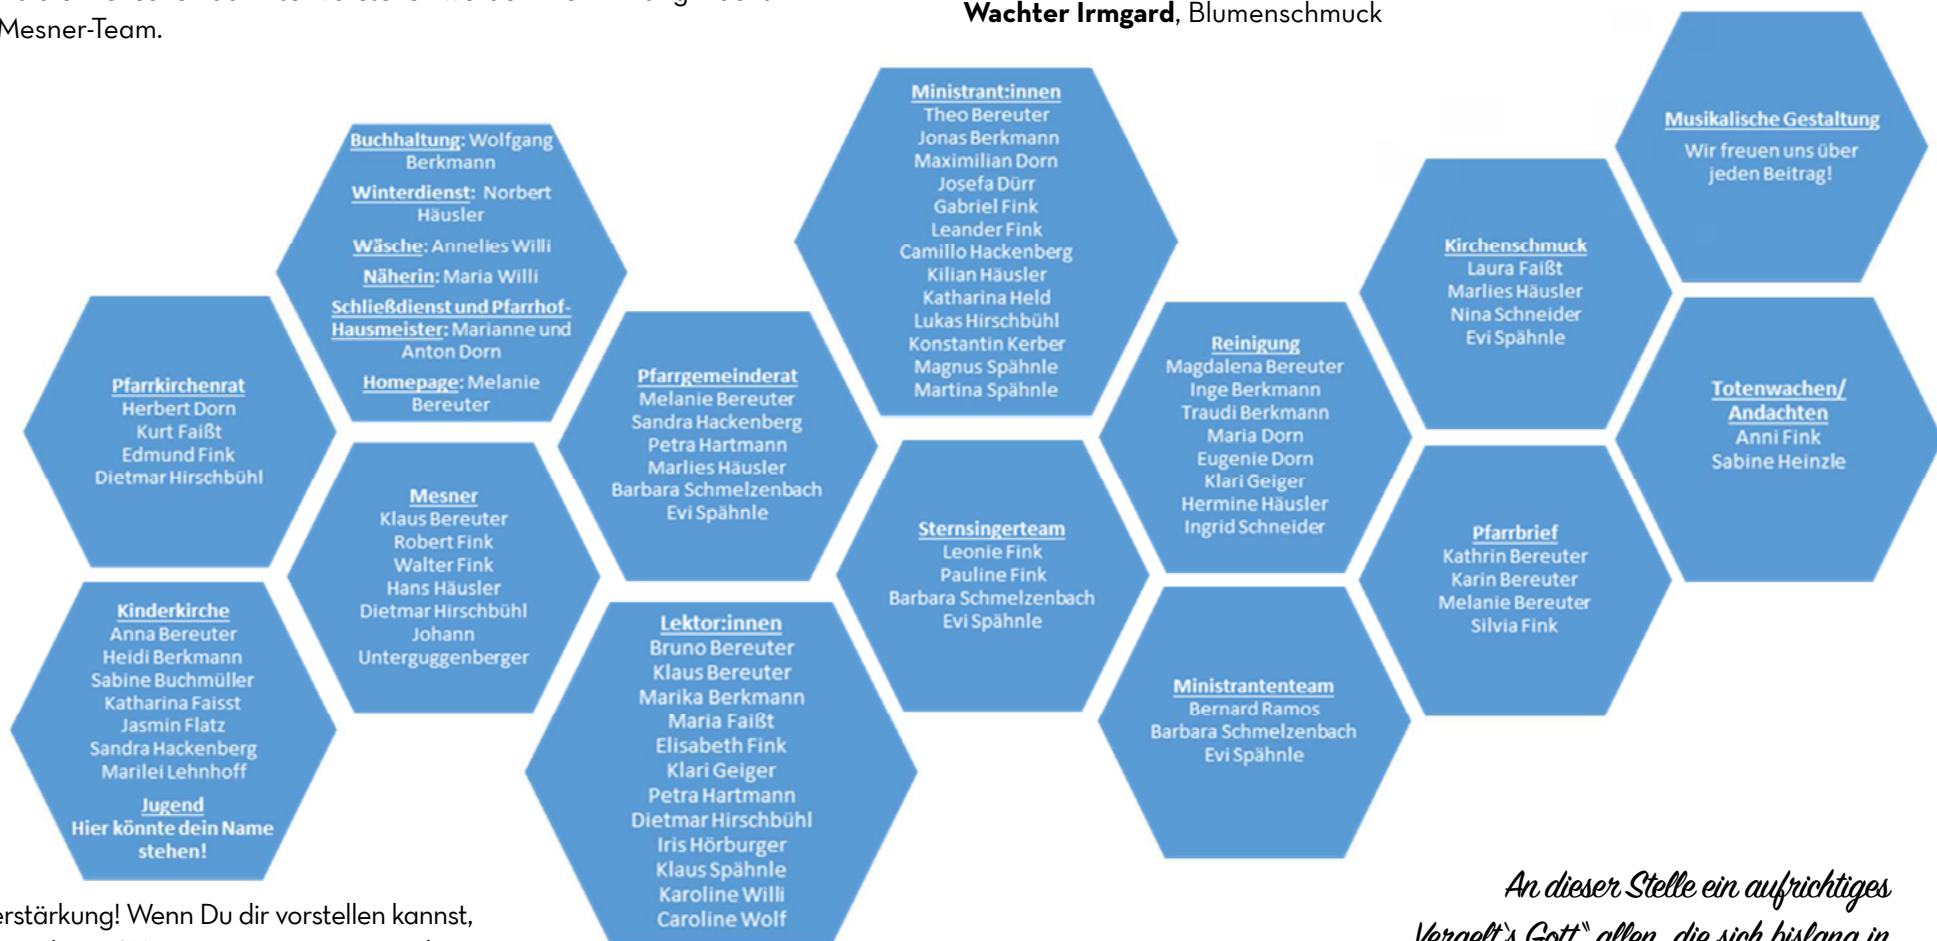 Mesner-Team.
Wachter Irmgard, Blumenschmuck
Buchhaltung: Wolfgang
Berkmann
Winterdienst: Norbert
Häusler
Wäsche: Annelies Willi
Näherin: Maria Willi
Schließdienst und Pfarrhof-
Hausmeister: Marianne und
Anton Dorn
Homepage: Melanie
Bereuter
Ministrant:innen
Theo Bereuter
Jonas Berkmann
Maximilian Dorn
Josefa Dürr
Gabriel Fink
Leander Fink
Camillo Hackenberg
Kilian Häusler
Katharina Held
Lukas Hirschbühl
Konstantin Kerber
Magnus Spähnle
Martina Spähnle
Musikalische Gestaltung
Wir freuen uns über
jeden Beitrag!
Kirchenschmuck
Laura Faißt
Marlies Häusler
Nina Schneider
Evi Spähnle
Pfarrkirchenrat
Herbert Dorn
Kurt Faißt
Edmund Fink
Dietmar Hirschbühl
Pfarrgemeinderat
Melanie Bereuter
Sandra Hackenberg
Petra Hartmann
Marlies Häusler
Barbara Schmelzenbach
Evi Spähnle
Reinigung
Magdalena Bereuter
Inge Berkmann
Traudi Berkmann
Maria Dorn
Eugenie Dorn
Klari Geiger
Hermine Häusler
Ingrid Schneider
Totenwachen/
Andachten
Anni Fink
Sabine Heinzle
Mesner
Klaus Bereuter
Robert Fink
Walter Fink
Hans Häusler
Dietmar Hirschbühl
Johann
Unterguggenberger
Sternsingerteam
Leonie Fink
Pauline Fink
Barbara Schmelzenbach
Evi Spähnle
Pfarrbrief
Kathrin Bereuter
Karin Bereuter
Melanie Bereuter
Silvia Fink
Kinderkirche
Anna Bereuter
Heidi Berkmann
Sabine Buchmüller
Katharina Faisst
Jasmin Flatz
Sandra Hackenberg
Marilei Lehnhoff
Jugend
Hier könnte dein Name
stehen!
Lektor:innen
Bruno Bereuter
Klaus Bereuter
Marika Berkmann
Maria Faißt
Elisabeth Fink
Klari Geiger
Petra Hartmann
Dietmar Hirschbühl
Iris Hörburger
Klaus Spähnle
Karoline Willi
Caroline Wolf
Ministrantenteam
Bernard Ramos
Barbara Schmelzenbach
Evi Spähnle
erstärkung! Wenn Du dir vorstellen kannst,
An dieser Stelle ein aufrichtiges
Vergelt`s Gott" allen, die sich bislang in